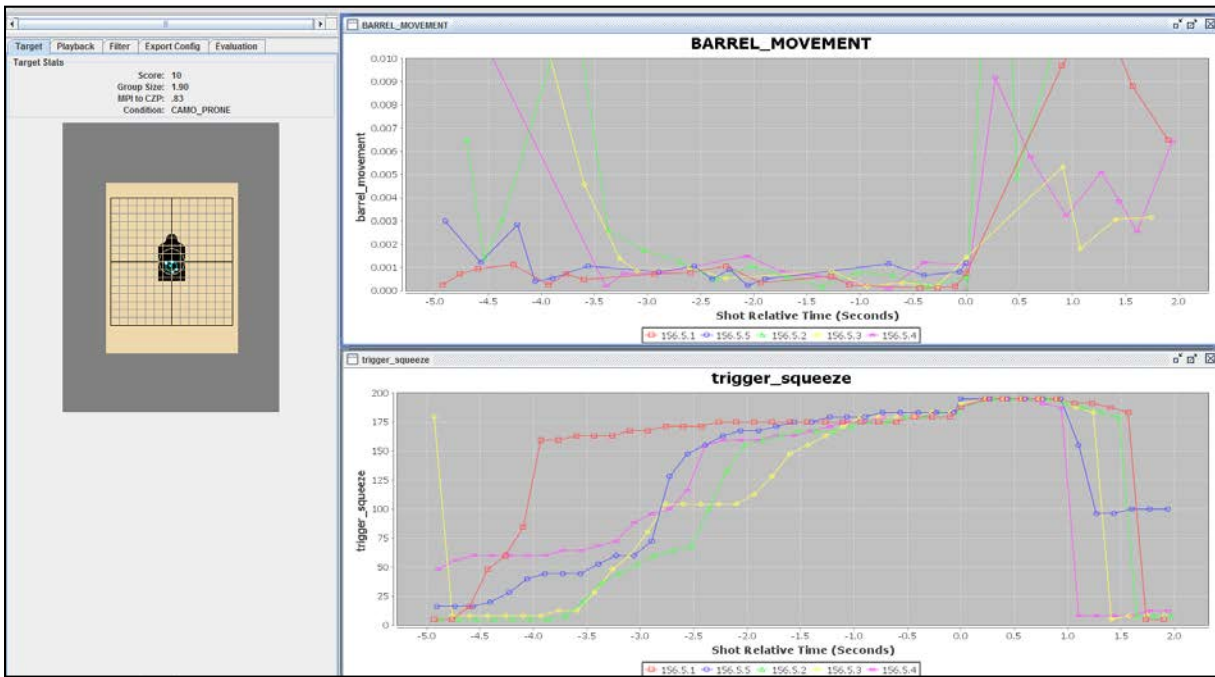 Target Playback Filter Export Config Evaluation
Target Stats
Score: 10
Group Size: 1.90
MPI to CZP: .83
Condition: CAMO_PRONE
BARREL_MOVEMENT
BARREL_MOVEMENT
barrel_movement
0.010
0.009
0.008
0.007
0.006
0.005
0.004
0.003
0.002
0.001
0.000
-5.0 -4.5 -4.0 -3.5 -3.0 -2.5 -2.0 -1.5 -1.0 -0.5 0.0 0.5 1.0 1.5 2.0
Shot Relative Time (Seconds)
156.5.1 156.5.5 156.5.2 156.5.3 156.5.4
trigger_squeeze
trigger_squeeze
trigger_squeeze
200
175
150
125
100
75
50
25
0
-5.0 -4.5 -4.0 -3.5 -3.0 -2.5 -2.0 -1.5 -1.0 -0.5 0.0 0.5 1.0 1.5 2.0
Shot Relative Time (Seconds)
156.5.1 156.5.5 156.5.2 156.5.3 156.5.4